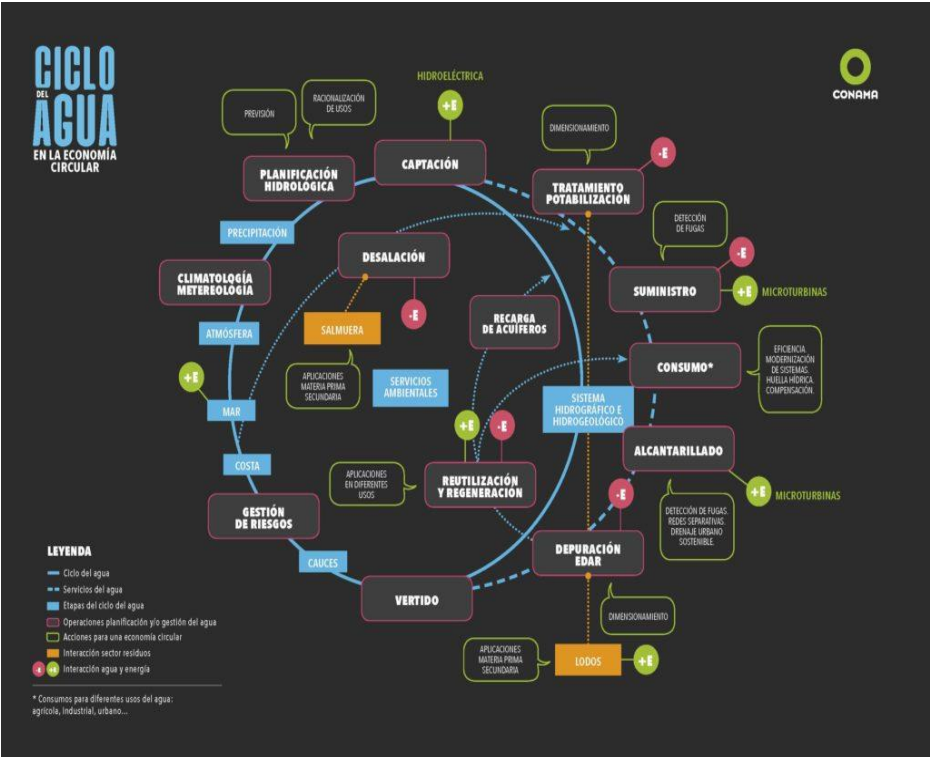 CICLO
DEL
AGUA
EN LA ECONOMÍA
CIRCULAR
CONAMA
HIDROELÉCTRICA
+E
PREVISIÓN
RACIONALIZACIÓN
DE USOS
DIMENSIONAMIENTO
CAPTACIÓN
-E
PLANIFICACIÓN
HIDROLÓGICA
TRATAMIENTO
POTABILIZACIÓN
PRECIPITACIÓN
DETECCIÓN
DE FUGAS
DESALACIÓN
-E
CLIMATOLOGÍA
METEREOLOGÍA
SUMINISTRO
+E
MICROTURBINAS
-E
SALMUERA
RECARGA
DE ACUÍFEROS
ATMÓSFERA
EFICIENCIA
MODERNIZACIÓN
DE SISTEMAS.
HUELLA HÍDRICA.
COMPENSACIÓN.
CONSUMO*
+E
APLICACIONES
MATERIA PRIMA
SECUNDARIA
SERVICIOS
AMBIENTALES
MAR
SISTEMA
HIDROGRÁFICO E
HIDROGEOLÓGICO
+E
-E
ALCANTARILLADO
COSTA
APLICACIONES
EN DIFERENTES
USOS
REUTILIZACIÓN
Y REGENERACIÓN
-E
+E
MICROTURBINAS
GESTIÓN
DE RIESGOS
DETECCIÓN DE FUGAS.
REDES SEPARATIVAS.
DRENAJE URBANO
SOSTENIBLE.
DEPURACIÓN
EDAR
CAUCES
VERTIDO
DIMENSIONAMIENTO
APLICACIONES
MATERIA PRIMA
SECUNDARIA
LODOS
+E
LEYENDA
Ciclo del agua
Servicios del agua
Etapas del ciclo del agua
Operaciones planificación y/o gestión del agua
Acciones para una economía circular
Interacción sector residuos
-E +E Interacción agua y energía
* Consumos para diferentes usos del agua:
agrícola, industrial, urbano...